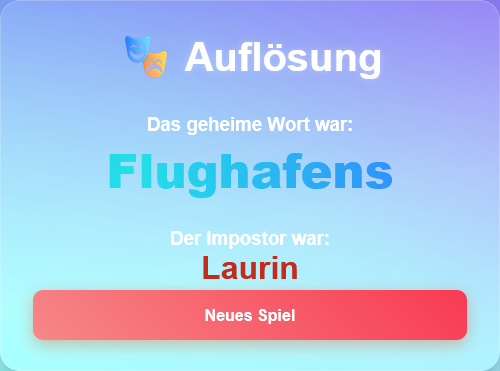 Auflösung
Das geheime Wort war:
Flughafens
Der Impostor war:
Laurin
Neues Spiel